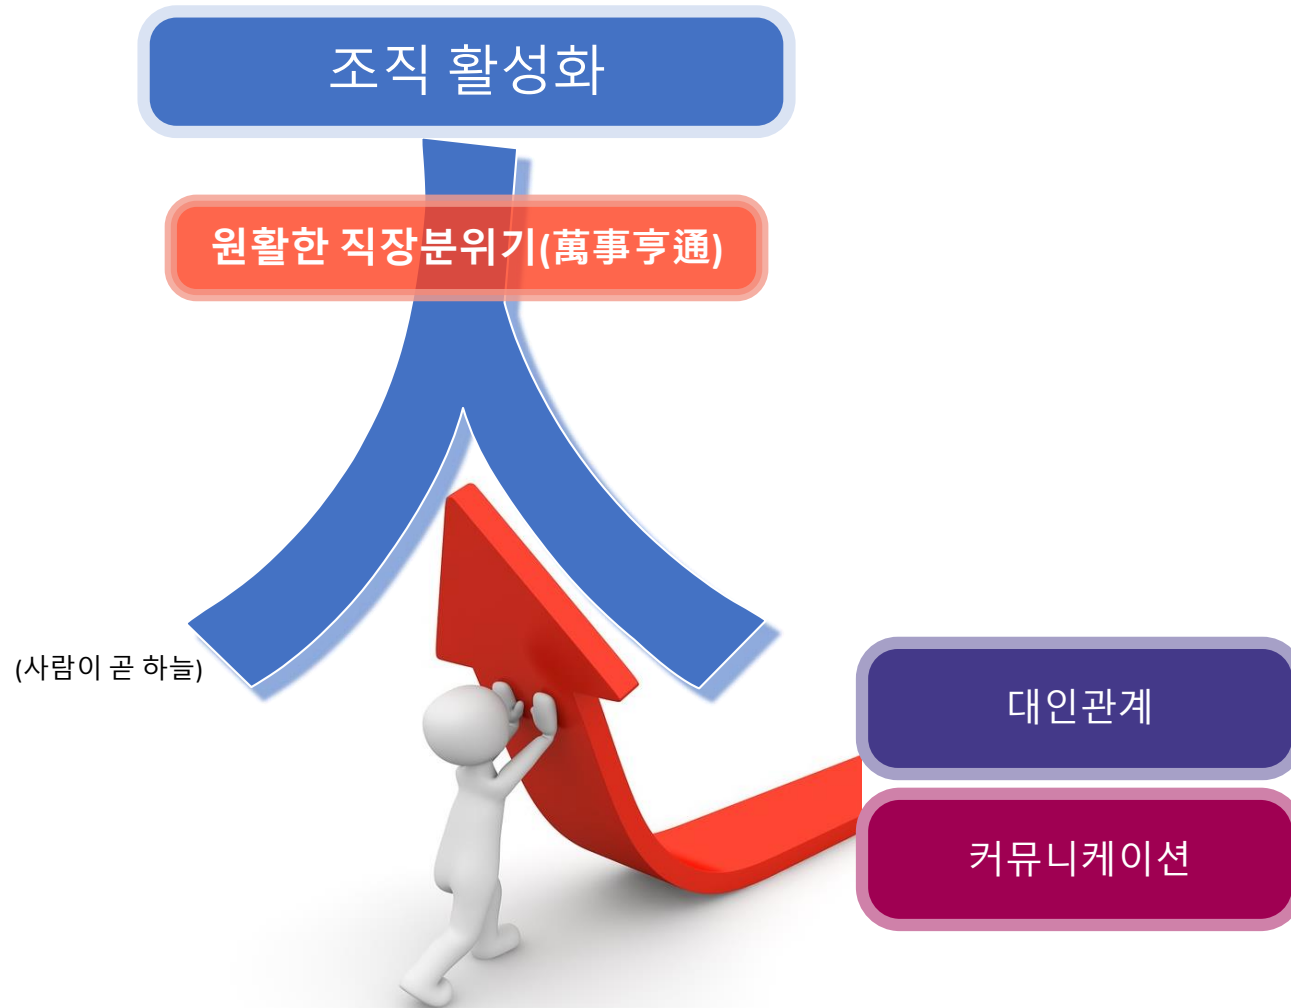 조직 활성화
원활한 직장분위기(萬事亨通)
(사람이 곧 하늘)
대인관계
커뮤니케이션